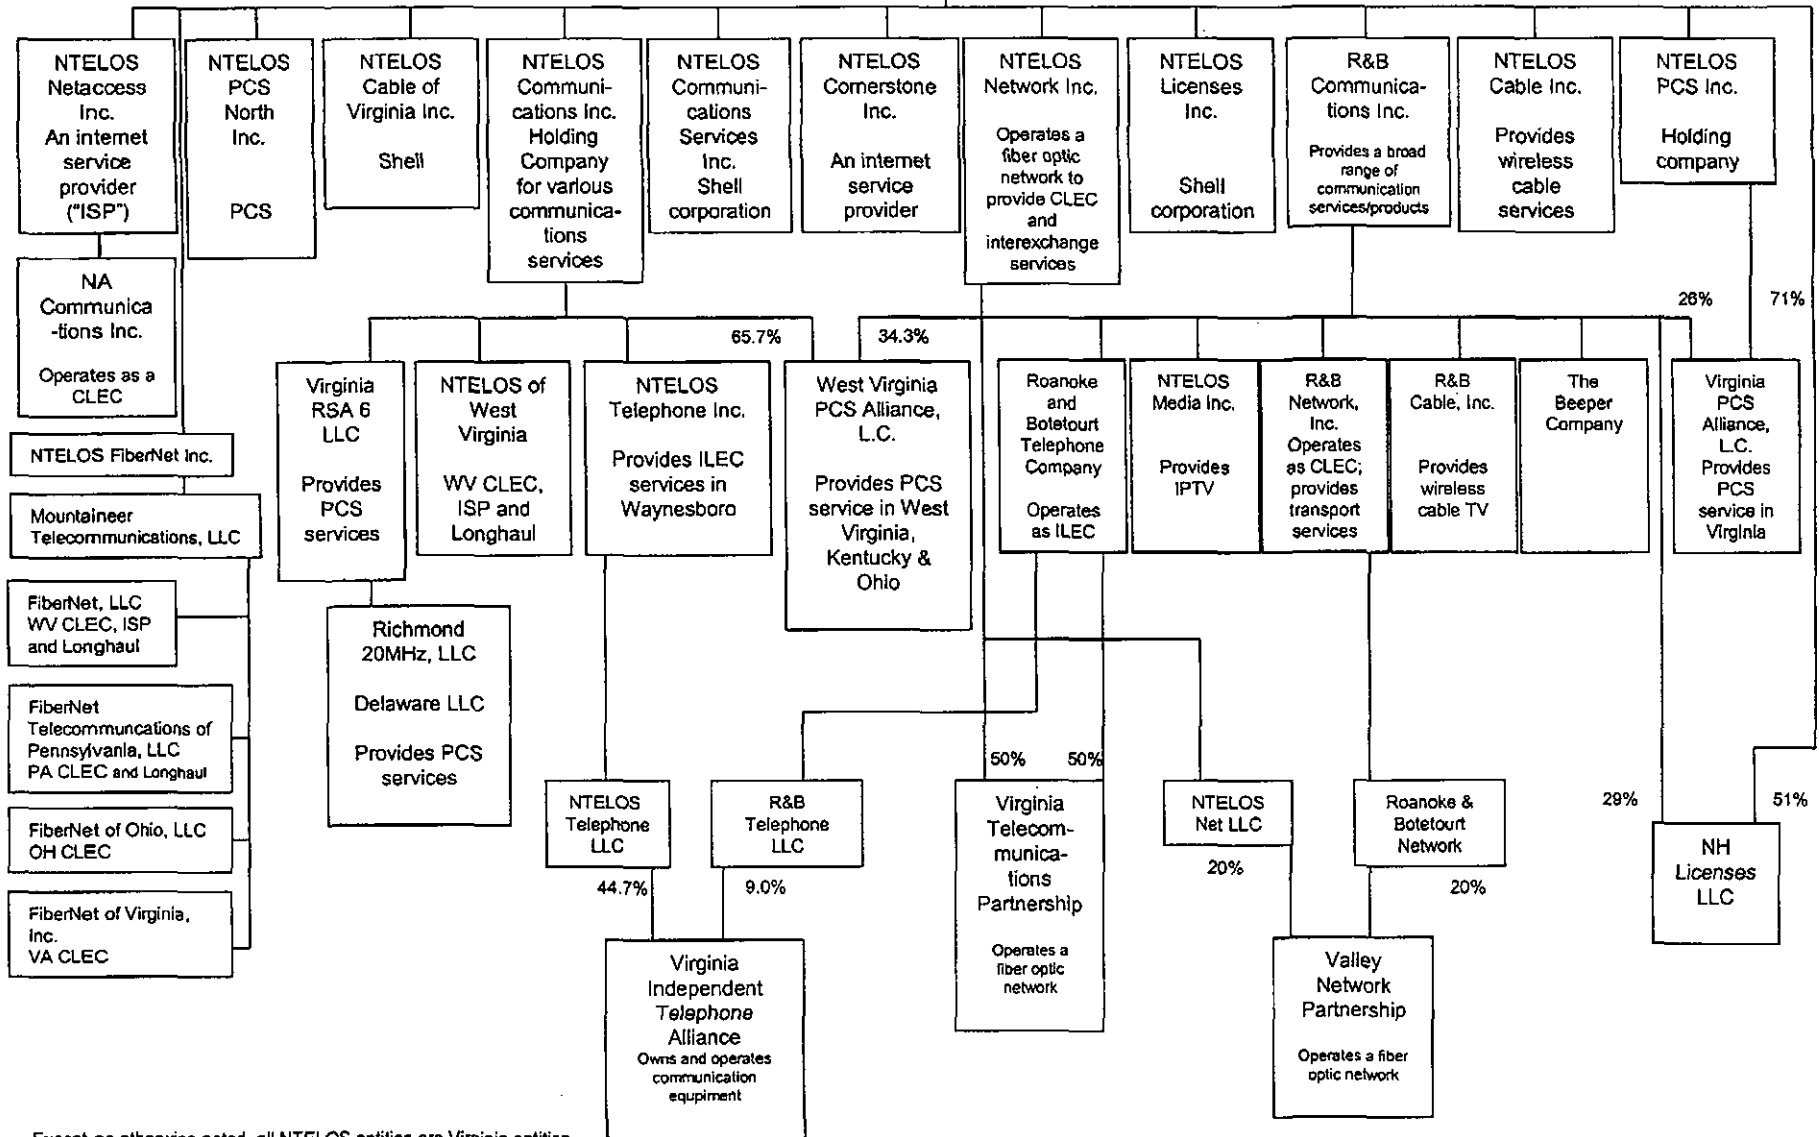 NTELOS
Netaccess
Inc.
An internet
service
provider
("ISP")
NTELOS
PCS
North
Inc.
PCS
NTELOS
Cable of
Virginia Inc.
Shell
NTELOS
Communi-
cations Inc.
Holding
Company
for various
communica-
tions
services
NTELOS
Communi-
cations
Services
Inc.
Shell
corporation
NTELOS
Cornerstone
Inc.
An internet
service
provider
NTELOS
Network Inc.
Operates a
fiber optic
network to
provide CLEC
and
interexchange
services
NTELOS
Licenses
Inc.
Shell
corporation
R&B
Communica-
tions Inc.
Provides a broad
range of
communication
services/products
NTELOS
Cable Inc.
Provides
wireless
cable
services
NTELOS
PCS Inc.
Holding
company
NA
Communica
-tions Inc.
Operates as a
CLEC
26%
71%
65.7%
34.3%
Virginia
RSA 6
LLC
Provides
PCS
services
NTELOS of
West
Virginia
WV CLEC,
ISP and
Longhaul
NTELOS
Telephone Inc.
Provides ILEC
services in
Waynesboro
West Virginia
PCS Alliance,
L.C.
Provides PCS
service in West
Virginia,
Kentucky &
Ohio
Roanoke
and
Botetourt
Telephone
Company
Operates
as ILEC
NTELOS
Media Inc.
Provides
IPTV
R&B
Network,
Inc.
Operates
as CLEC;
provides
transport
services
R&B
Cable, Inc.
Provides
wireless
cable TV
The
Beeper
Company
Virginia
PCS
Alliance,
L.C.
Provides
PCS
service in
Virginia
NTELOS FiberNet Inc.
Mountaineer
Telecommunications, LLC
FiberNet, LLC
WV CLEC, ISP
and Longhaul
FiberNet
Telecommuncations of
Pennsylvania, LLC
PA CLEC and Longhaul
FiberNet of Ohio, LLC
OH CLEC
FiberNet of Virginia,
Inc.
VA CLEC
Richmond
20MHz, LLC
Delaware LLC
Provides PCS
services
NTELOS
Telephone
LLC
R&B
Telephone
LLC
50%
50%
Virginia
Telecom-
munica-
tions
Partnership
Operates a
fiber optic
network
NTELOS
Net LLC
Roanoke &
Botetourt
Network
29%
51%
NH
Licenses
LLC
44.7%
9.0%
20%
20%
Virginia
Independent
Telephone
Alliance
Owns and operates
communication
equpiment
Valley
Network
Partnership
Operates a fiber
optic network
Except as otherwise noted, all NTELOS entities are Virginia entities